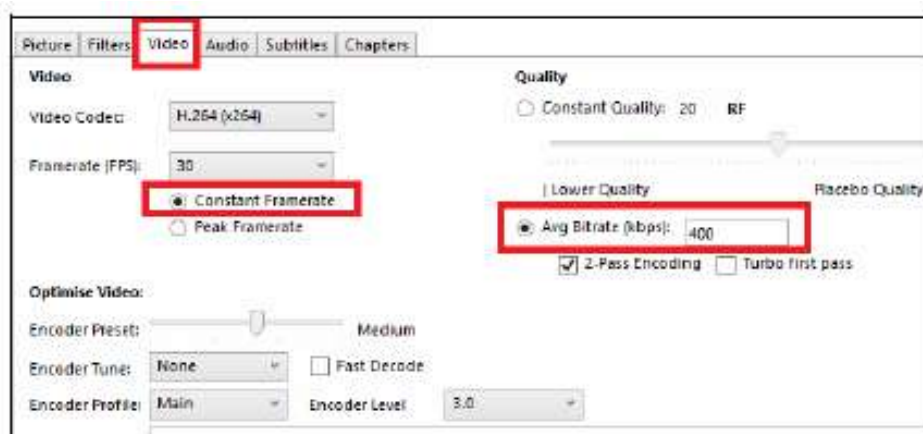 Picture Filters Video Audio Subtitles Chapters
Video
Quality
Video Codec: H.264 (x264)
Constant Quality: 20 RF
Framerate (FPS): 30
| Lower Quality Placebo Quality
Constant Framerate
Peak Framerate
Avg Bitrate (kbps): 400
2-Pass Encoding Turbo first pass
Optimise Video:
Encoder Preset: Medium
Encoder Tune: None Fast Decode
Encoder Profile: Main Encoder Level 3.0